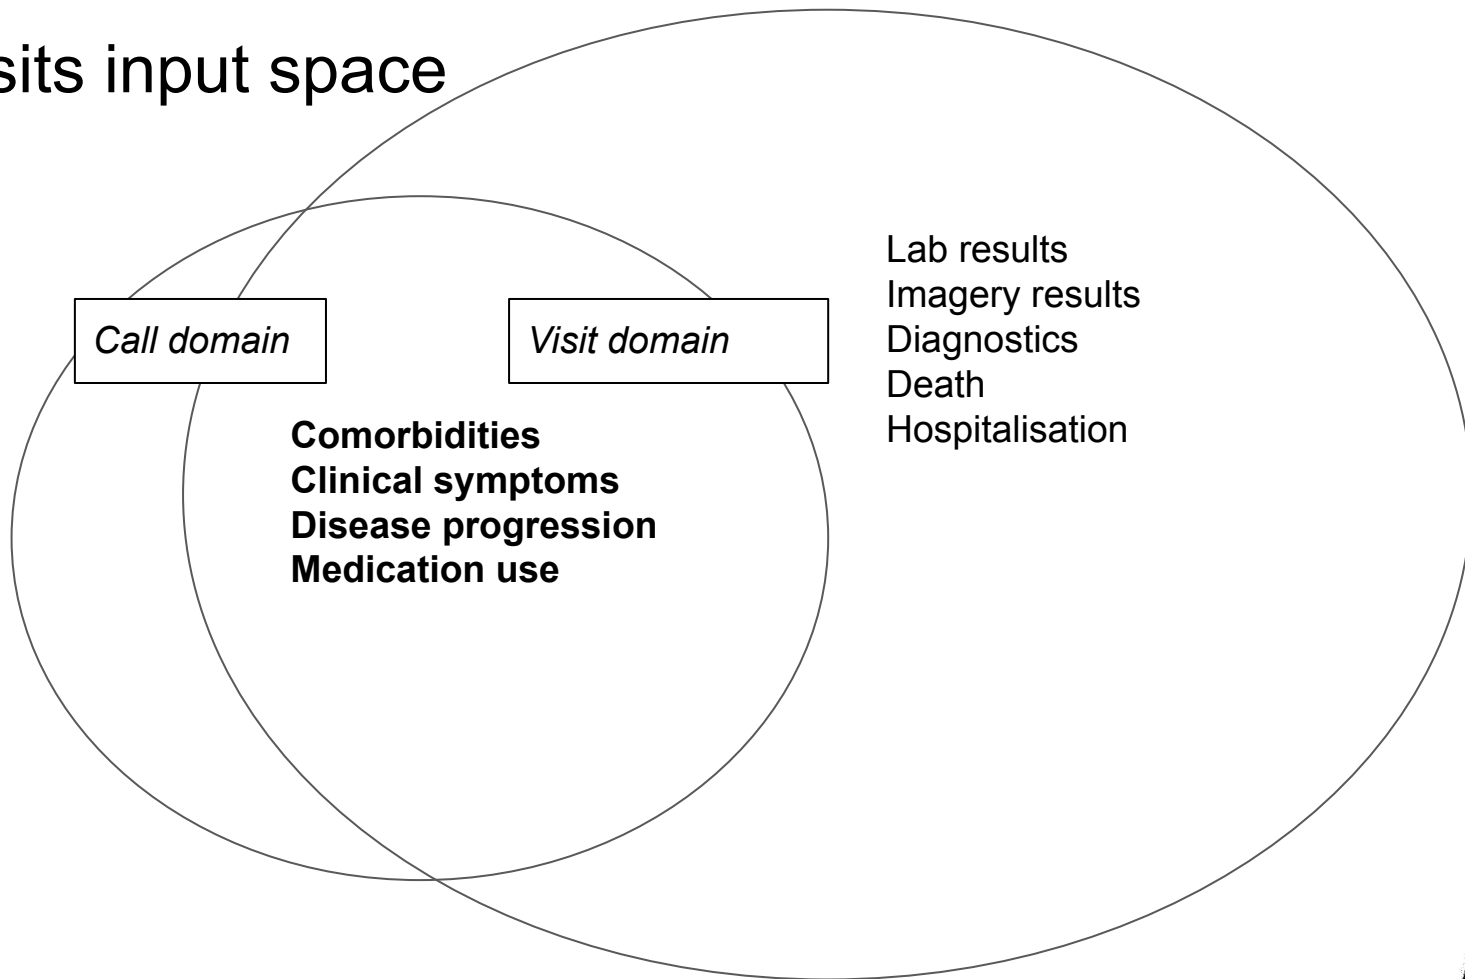 sits input space
Call domain
Visit domain
Comorbidities
Clinical symptoms
Disease progression
Medication use
Lab results
Imagery results
Diagnostics
Death
Hospitalisation